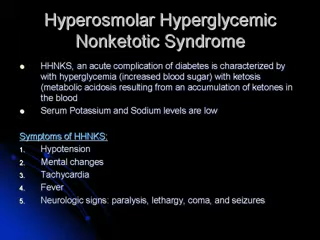 Hyperosmolar Hyperglycemic
Nonketotic Syndrome
HHNKS, an acute complication of diabetes is characterized by
with hyperglycemia (increased blood sugar) with ketosis
(metabolic acidosis resulting from an accumulation of ketones in
the blood
Serum Potassium and Sodium levels are low
Symptoms of HHNKS:
1. Hypotension
2. Mental changes
3. Tachycardia
4. Fever
5. Neurologic signs: paralysis, lethargy, coma, and seizures